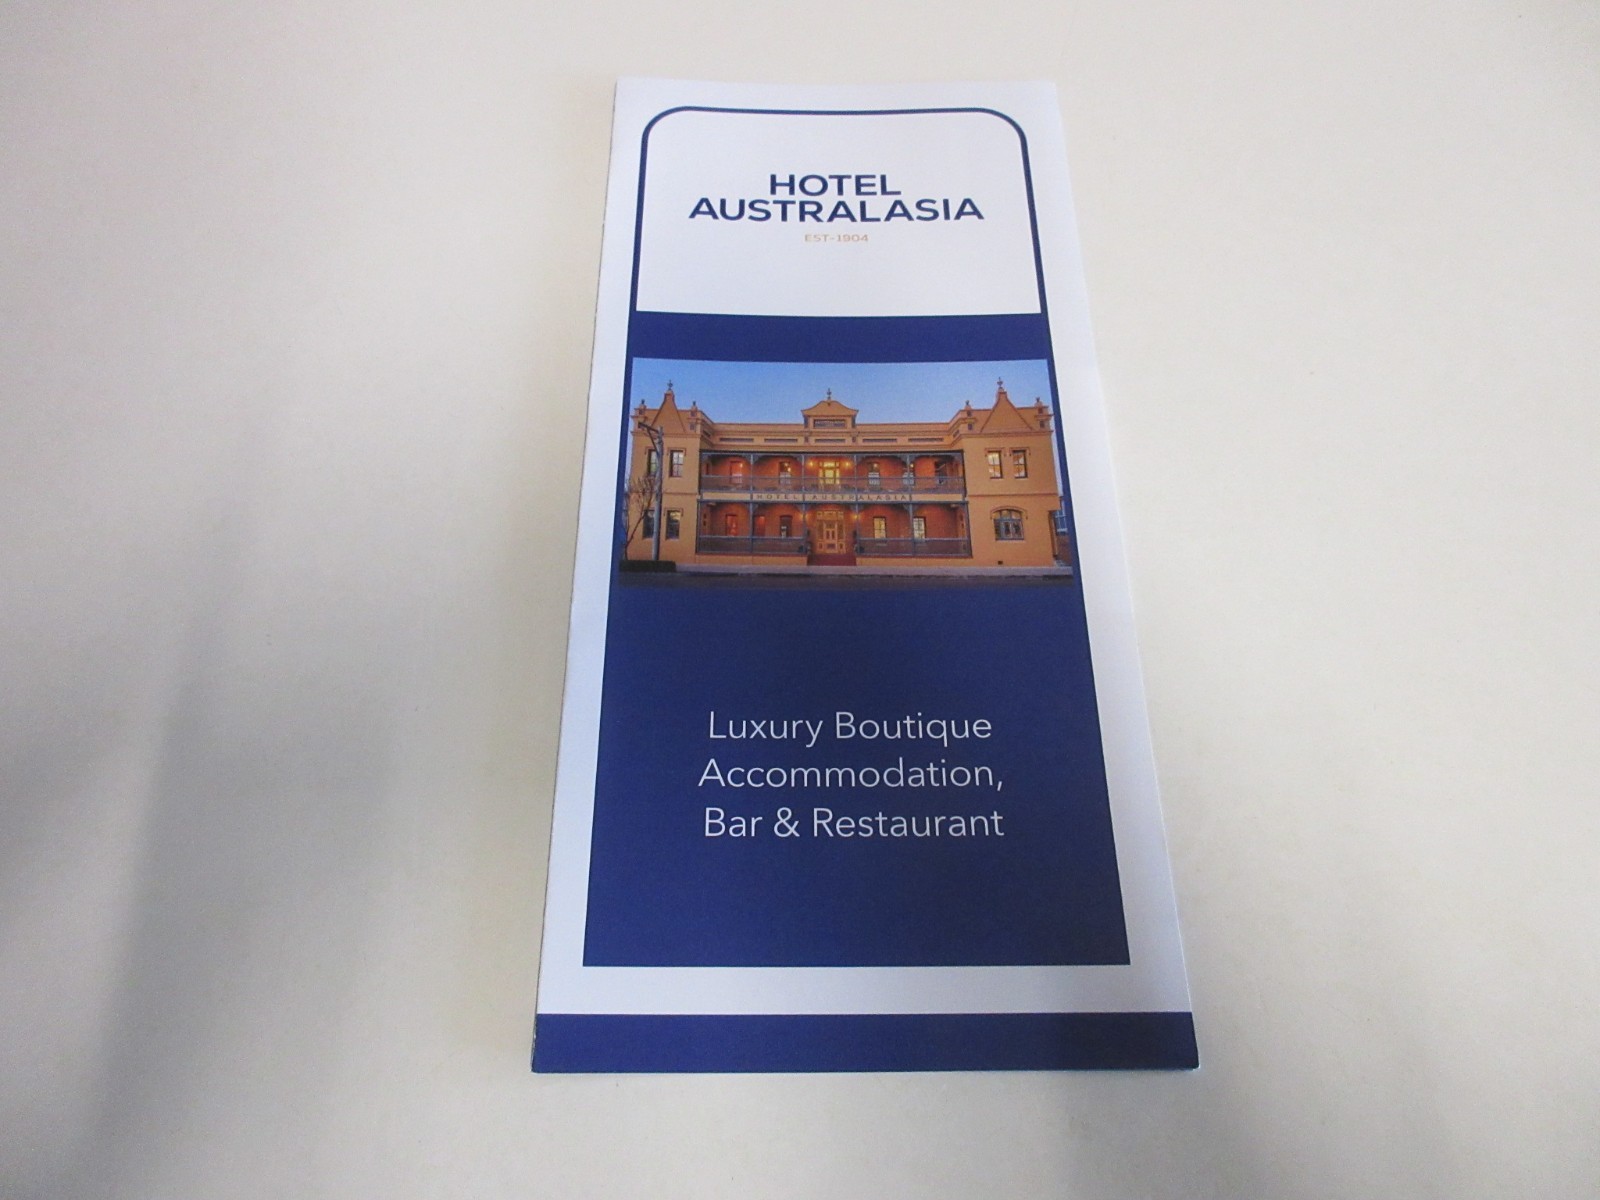 HOTEL
AUSTRALASIA
EST-1904
HOTEL AUSTRALASIA
Luxury Boutique
Accommodation,
Bar & Restaurant